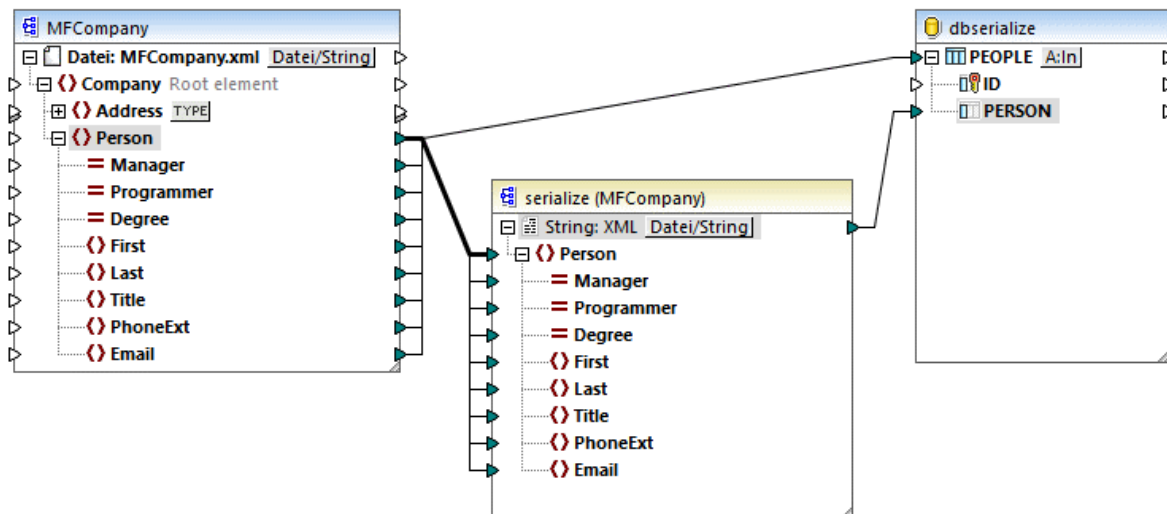 MFCompany
Datei: MFCompany.xml Datei/String
Company Root element
Address TYPE
Person
Manager
Programmer
Degree
First
Last
Title
PhoneExt
Email
serialize (MFCompany)
String: XML Datei/String
Person
Manager
Programmer
Degree
First
Last
Title
PhoneExt
Email
dbserialize
PEOPLE A:In
ID
PERSON